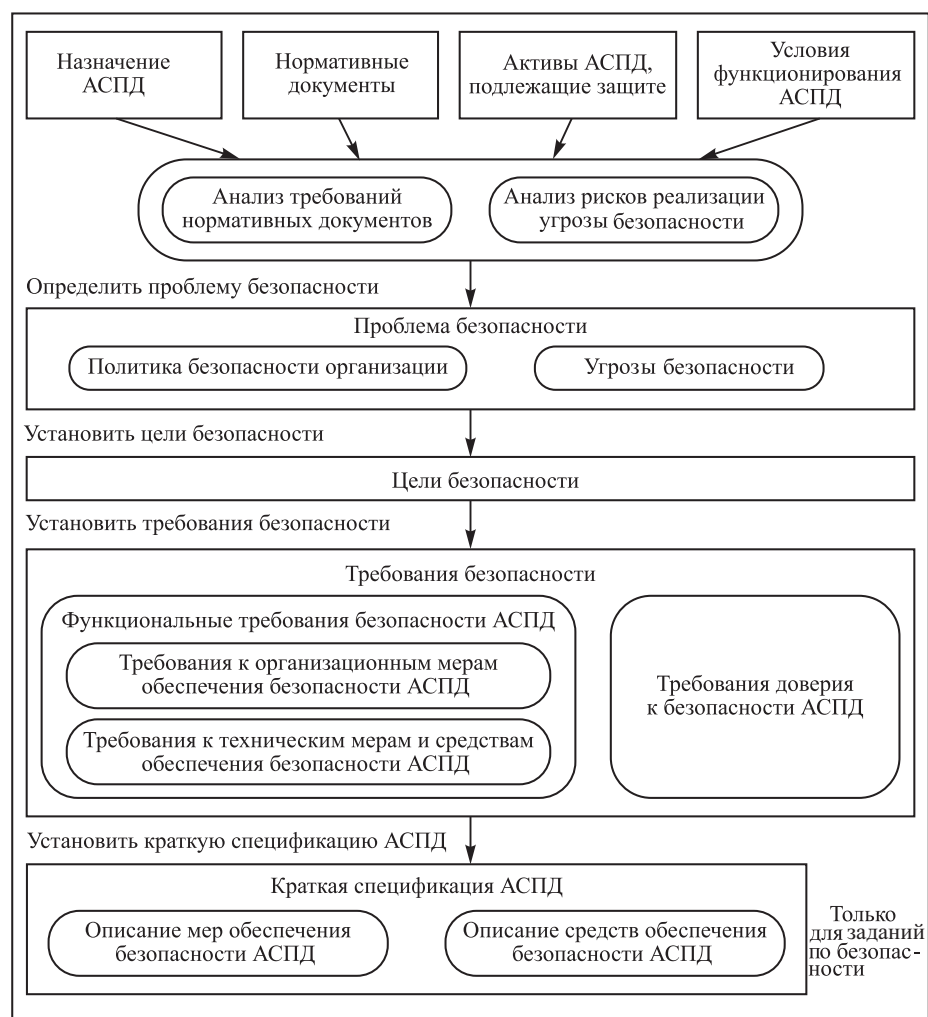 Назначение
АСПД
Нормативные
документы
Активы АСПД,
подлежащие защите
Условия
функционирования
АСПД
Анализ требований
нормативных документов
Анализ рисков реализации
угрозы безопасности
Определить проблему безопасности
Проблема безопасности
Политика безопасности организации
Угрозы безопасности
Установить цели безопасности
Цели безопасности
Установить требования безопасности
Требования безопасности
Функциональные требования безопасности АСПД
Требования к организационным мерам
обеспечения безопасности АСПД
Требования к техническим мерам и средствам
обеспечения безопасности АСПД
Требования доверия
к безопасности АСПД
Установить краткую спецификацию АСПД
Краткая спецификация АСПД
Описание мер обеспечения
безопасности АСПД
Описание средств обеспечения
безопасности АСПД
Только
для заданий
по безопас-
ности